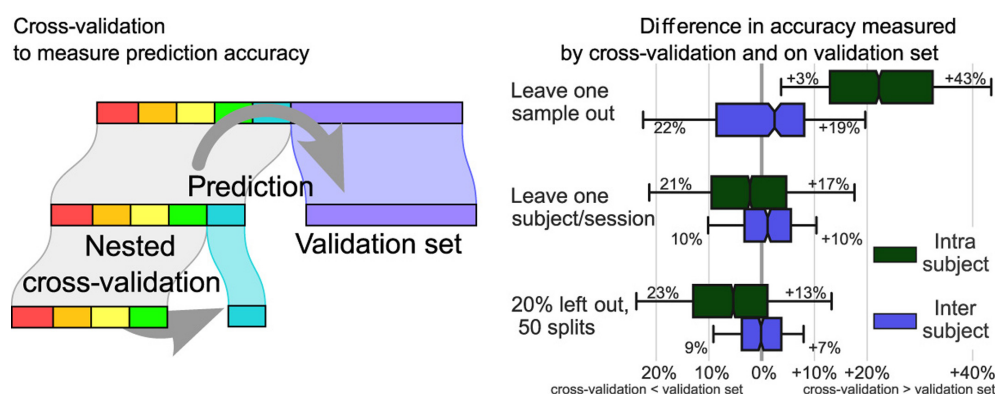 Cross-validation
to measure prediction accuracy
Prediction
Nested
cross-validation
Validation set
Difference in accuracy measured
by cross-validation and on validation set
Leave one
sample out
+3%
+43%
22%
+19%
Leave one
subject/session
21%
+17%
10%
+10%
20% left out,
50 splits
23%
+13%
9%
+7%
Intra
subject
Inter
subject
20% 10% 0% +10% +20% +40%
cross-validation < validation set
cross-validation > validation set